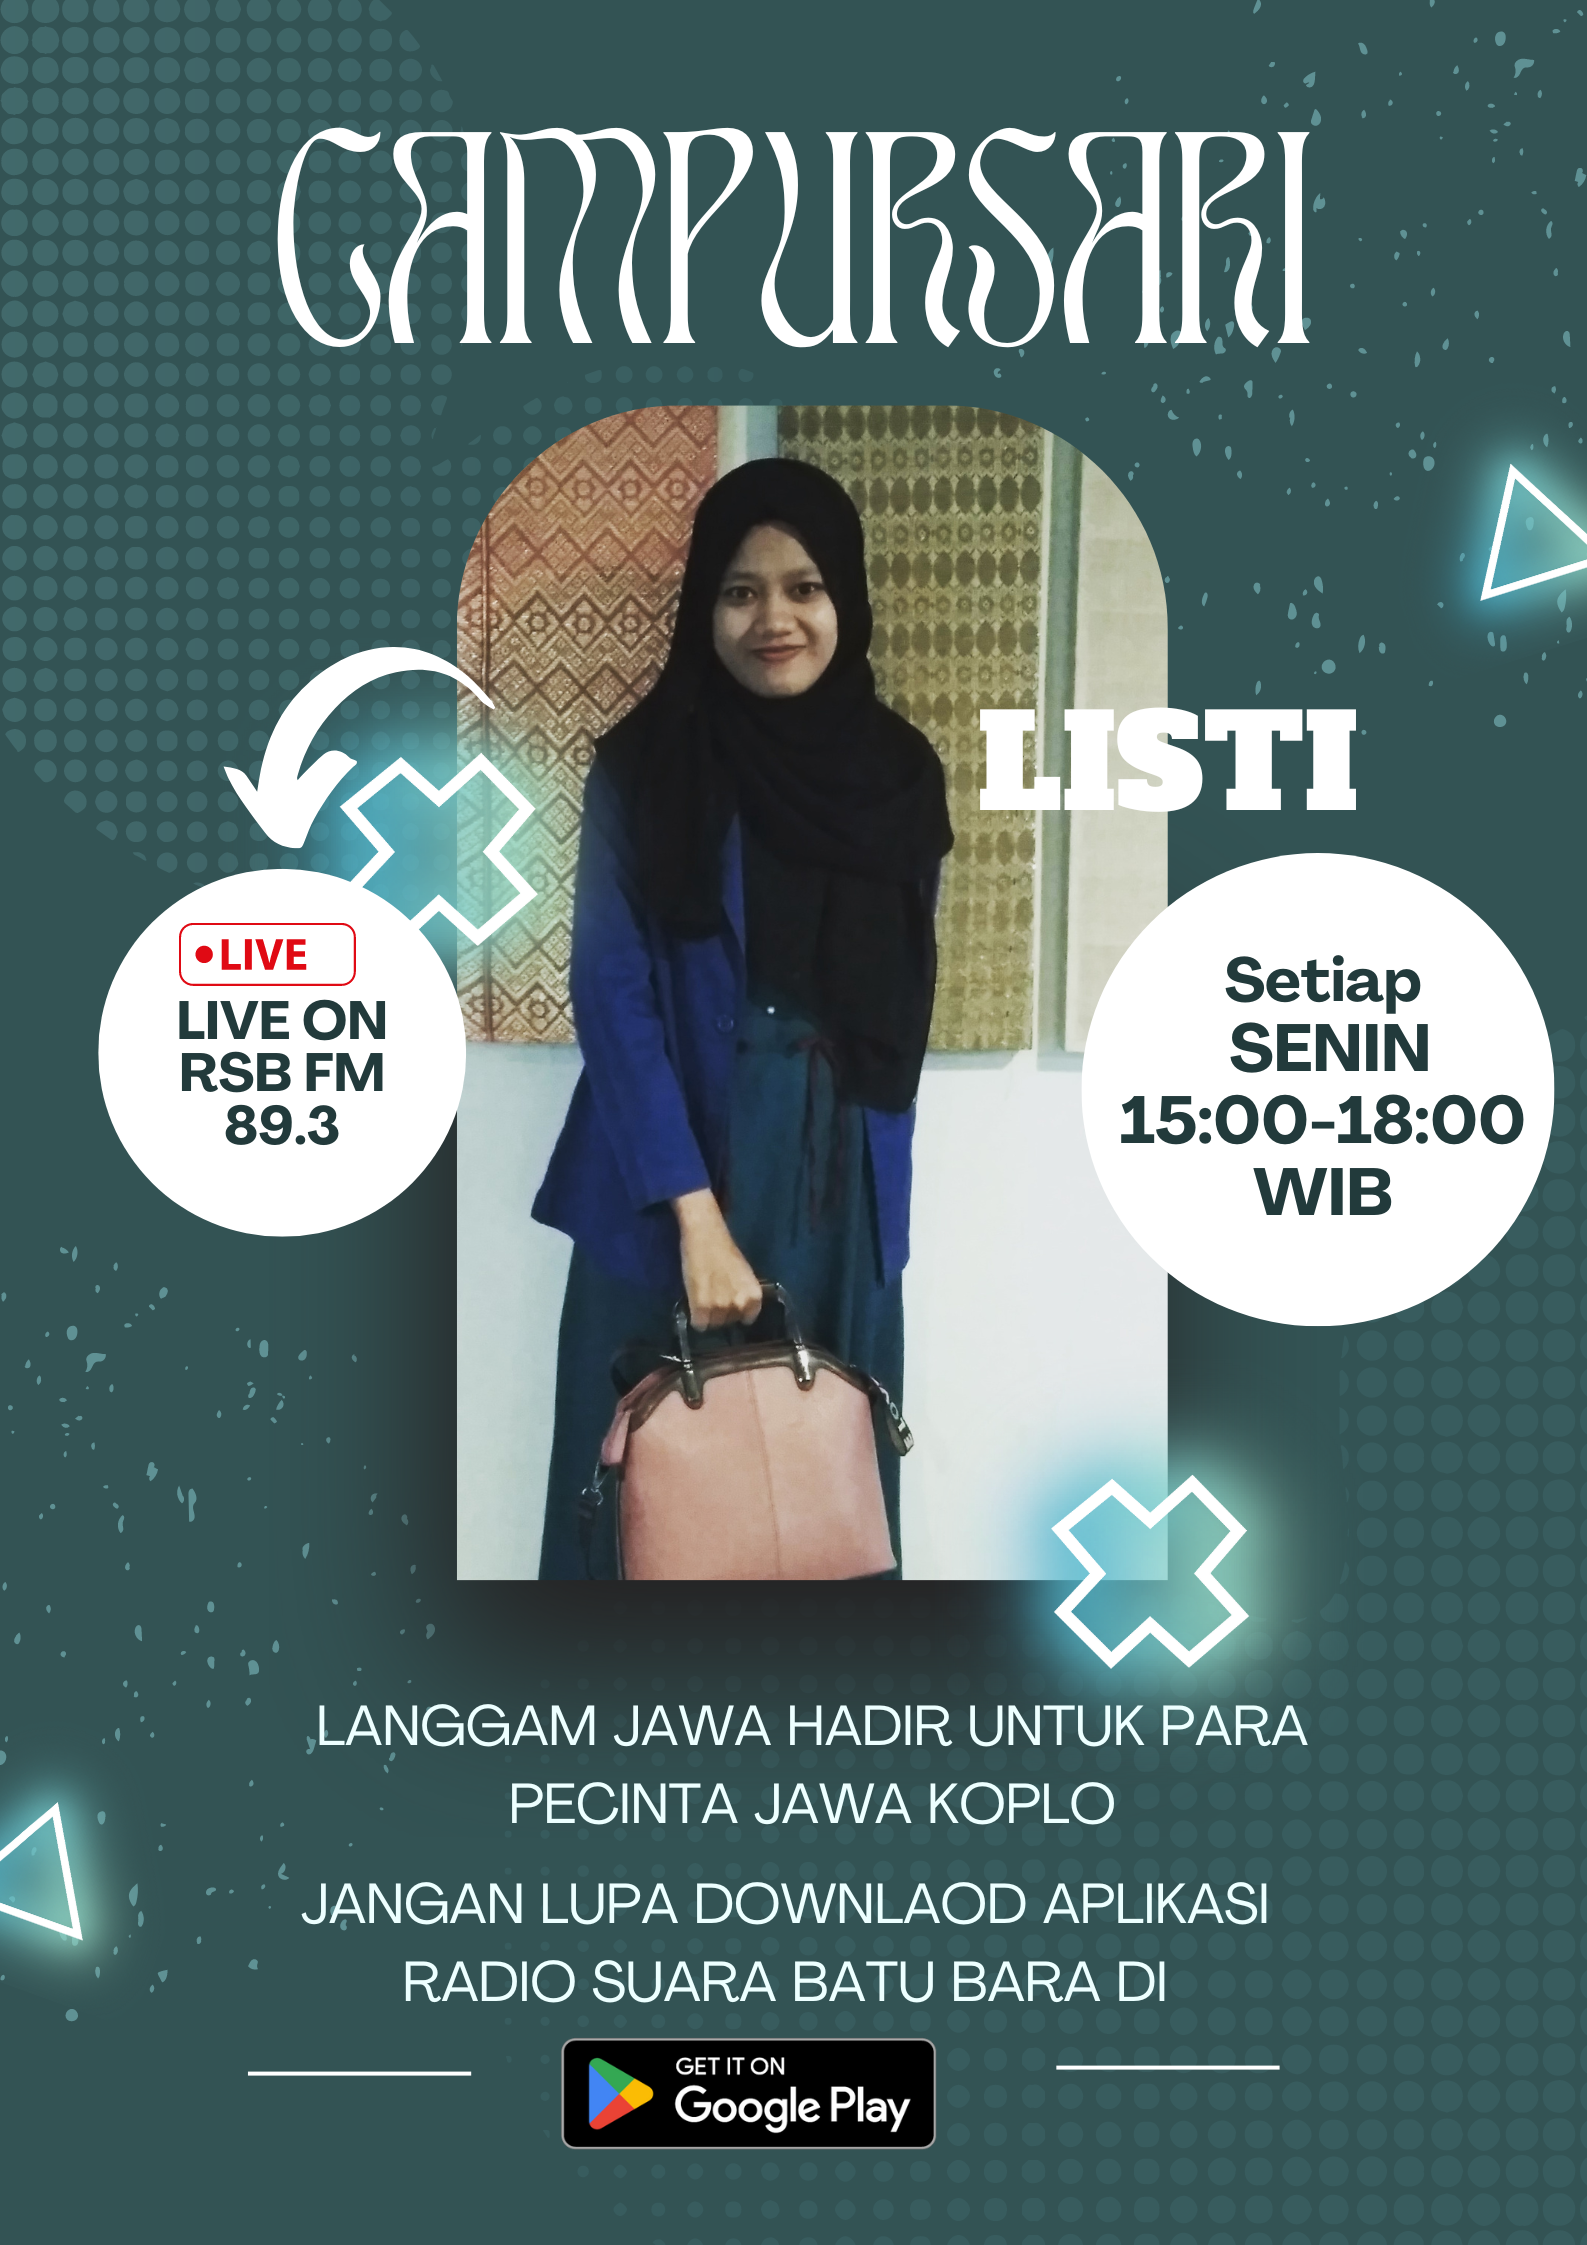 CAMPURSARI
LISTI
LIVE
LIVE ON
RSB FM
89.3
Setiap
SENIN
15:00-18:00
WIB
LANGGAM JAWA HADIR UNTUK PARA
PECINTA JAWA KOPLO
JANGAN LUPA DOWNLAOD APLIKASI
RADIO SUARA BATU BARA DI
GET IT ON
Google Play